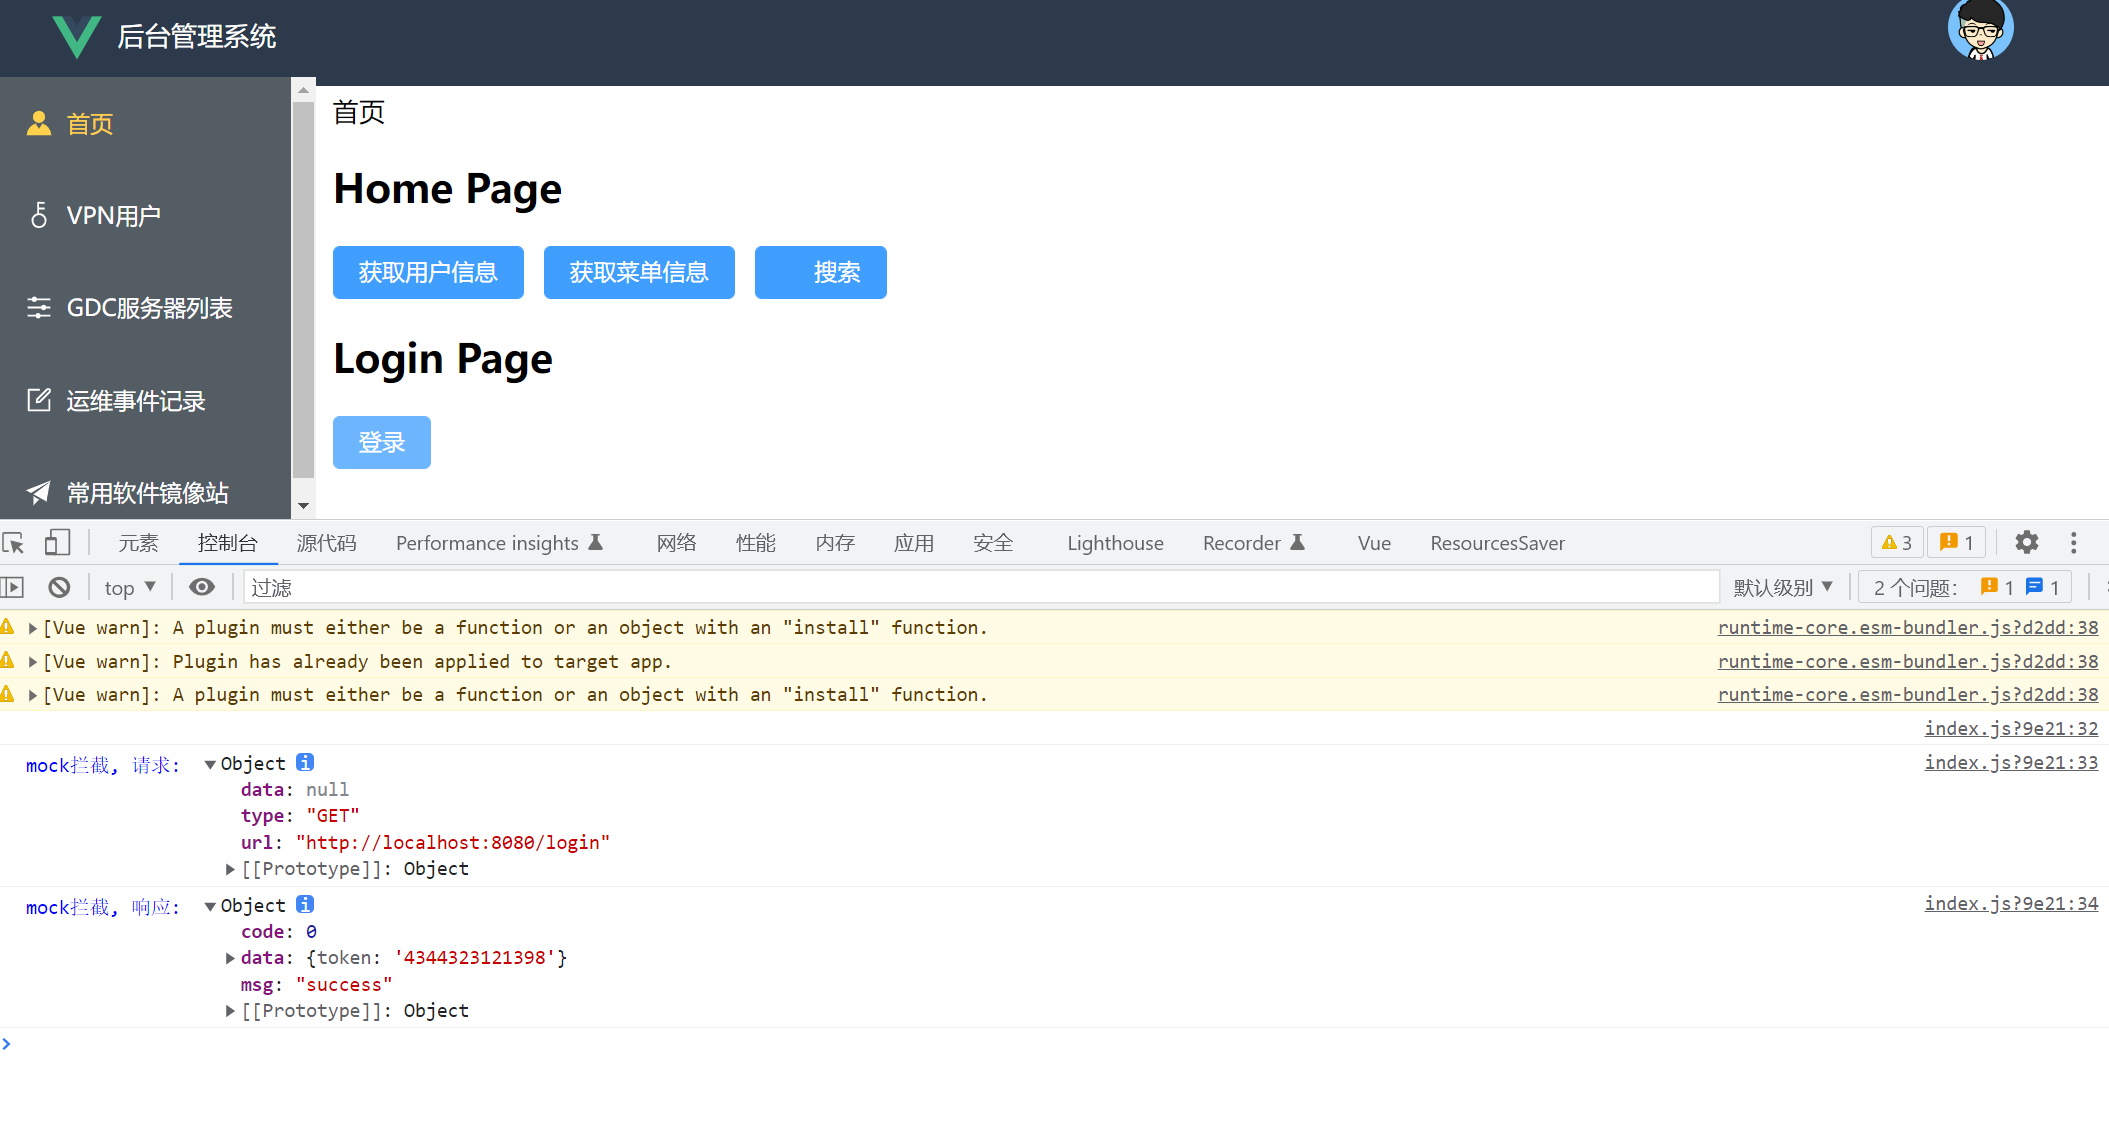 后台管理系统
首页
VPN用户
GDC服务器列表
运维事件记录
常用软件镜像站
首页
Home Page
获取用户信息 获取菜单信息 搜索
Login Page
登录
元素 控制台 源代码 Performance insights 网络 性能 内存 应用 安全 Lighthouse Recorder Vue ResourcesSaver 3 1
top 过滤 默认级别 2 个问题: 1 1
[Vue warn]: A plugin must either be a function or an object with an "install" function. runtime-core.esm-bundler.js?d2dd:38
[Vue warn]: Plugin has already been applied to target app. runtime-core.esm-bundler.js?d2dd:38
[Vue warn]: A plugin must either be a function or an object with an "install" function. runtime-core.esm-bundler.js?d2dd:38
index.js?9e21:32
mock拦截, 请求: Object index.js?9e21:33
data: null
type: "GET"
url: "http://localhost:8080/login"
[[Prototype]]: Object
mock拦截, 响应: Object index.js?9e21:34
code: 0
data: {token: '4344323121398'}
msg: "success"
[[Prototype]]: Object